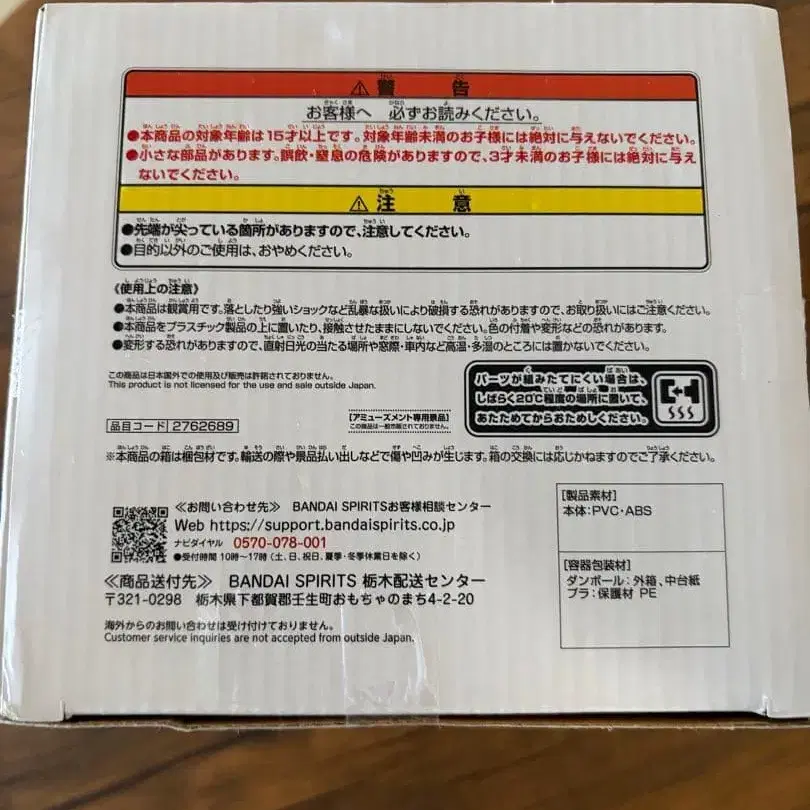 ⚠警告
お客様へ 必ずお読みください。
●本商品の対象年齢は15才以上です。対象年齢未満のお子様には絶対に与えないでください。
●小さな部品があります。誤飲・窒息の危険がありますので、3才未満のお子様には絶対に与え
ないでください。
⚠注意
●先端が尖っている箇所がありますので、注意してください。
●目的以外のご使用は、おやめください。
《使用上の注意》
●本商品は観賞用です。落としたり強いショックなど乱暴な扱いにより破損する恐れがありますので、お取り扱いにはご注意ください。
●本商品をプラスチック製品の上に置いたり、接触させたままにしないでください。色の付着や変形などの恐れがあります。
●変形する恐れがありますので、直射日光の当たる場所や窓際・車内など高温・多湿のところには置かないでください。
この商品は日本国外での使用及び販売は許諾されておりません。
This product is not licensed for the use and sale outside Japan.
パーツが組みたてにくい場合は、
しばらく20℃程度の場所に置いて、
あたためてからおためしください。
品目コード 2762689
[アミューズメント専用景品]
この商品は一般市販されておりません。
※本商品の箱は梱包材です。輸送の際や景品払い出しなどで傷や凹みが生じます。箱の交換には応じかねますのでご了承ください。
≪お問い合わせ先≫ BANDAI SPIRITSお客様相談センター
Web https://support.bandaispirits.co.jp
ナビダイヤル 0570-078-001
●受付時間 10時~17時(土、日、祝日、夏季・冬季休業日を除く)
≪商品送付先≫ BANDAI SPIRITS 栃木配送センター
〒321-0298 栃木県下都賀郡壬生町おもちゃのまち4-2-20
海外からのお問い合わせは受け付けておりません。
Customer service inquiries are not accepted from outside Japan.
[製品素材]
本体:PVC・ABS
[容器包装材]
ダンボール:外箱、中台紙
プラ:保護材 PE